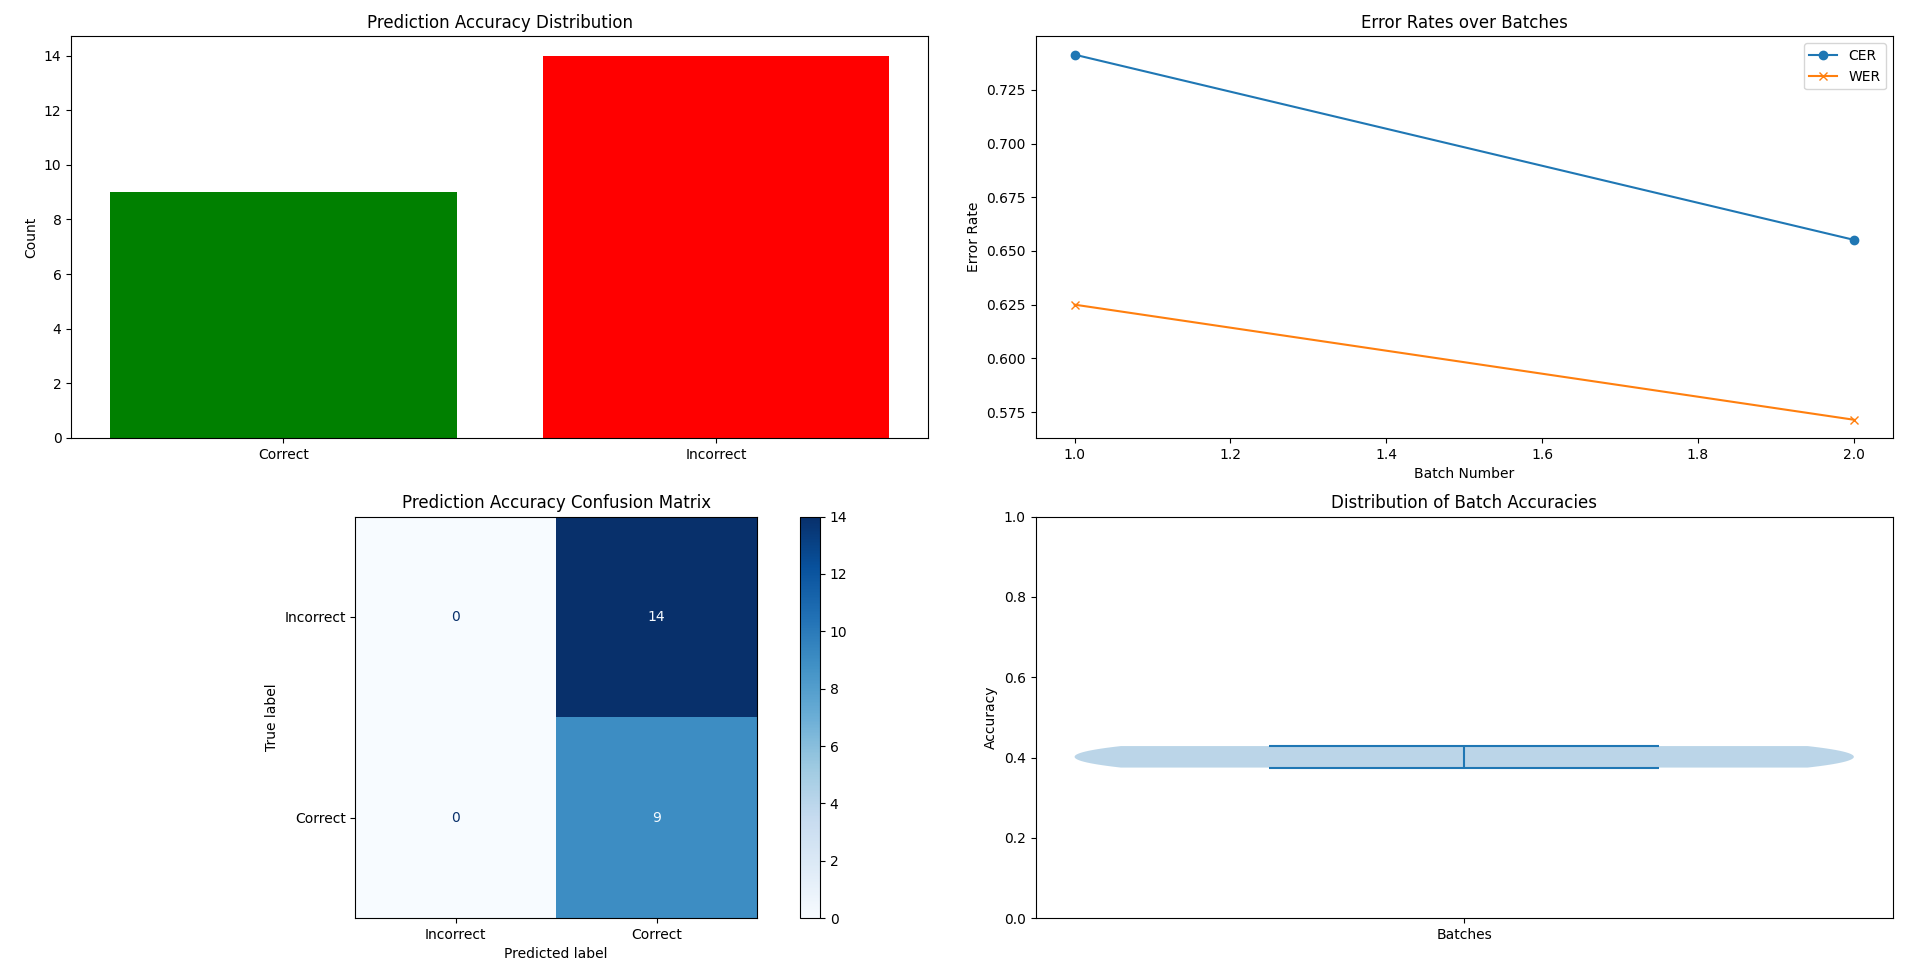 Prediction Accuracy Distribution
14
12
10
8
6
4
2
0
Count
Correct
Incorrect
Error Rates over Batches
CER
WER
0.725
0.700
0.675
0.650
0.625
0.600
0.575
Error Rate
1.0
1.2
1.4
1.6
1.8
2.0
Batch Number
Prediction Accuracy Confusion Matrix
True label
Incorrect
0
14
Correct
0
9
Incorrect
Correct
Predicted label
14
12
10
8
6
4
2
0
Distribution of Batch Accuracies
1.0
0.8
0.6
0.4
0.2
0.0
Accuracy
Batches